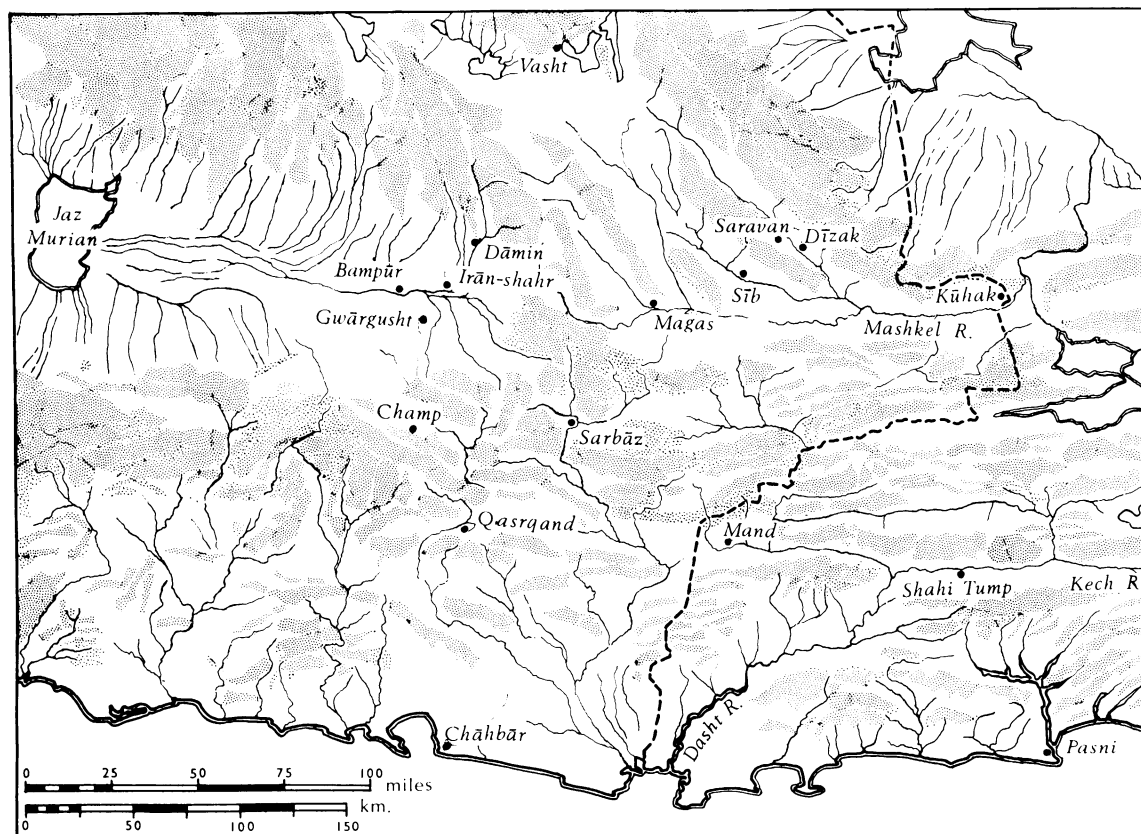 Vasht
Jaz
Murian
Saravan
Dīzak
Dāmin
Bampūr
Irān-shahr
Sīb
Kūhak
Gwārgusht
Magas
Mashkel R.
Champ
Sarbāz
Qasrqand
Mand
Shahi Tump
Kech R
Dasht R.
Chāhbār
Pasni
0 25 50 75 100 miles
0 50 100 150 km.